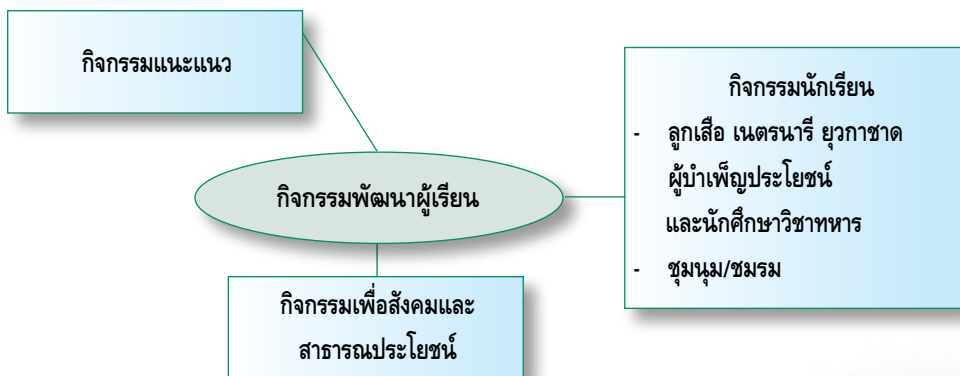 กิจกรรมแนะแนว
กิจกรรมนักเรียน
- ลูกเสือ เนตรนารี ยุวกาชาด
ผู้บำเพ็ญประโยชน์
และนักศึกษาวิชาทหาร
- ชุมนุม/ชมรม
กิจกรรมพัฒนาผู้เรียน
กิจกรรมเพื่อสังคมและ
สาธารณประโยชน์